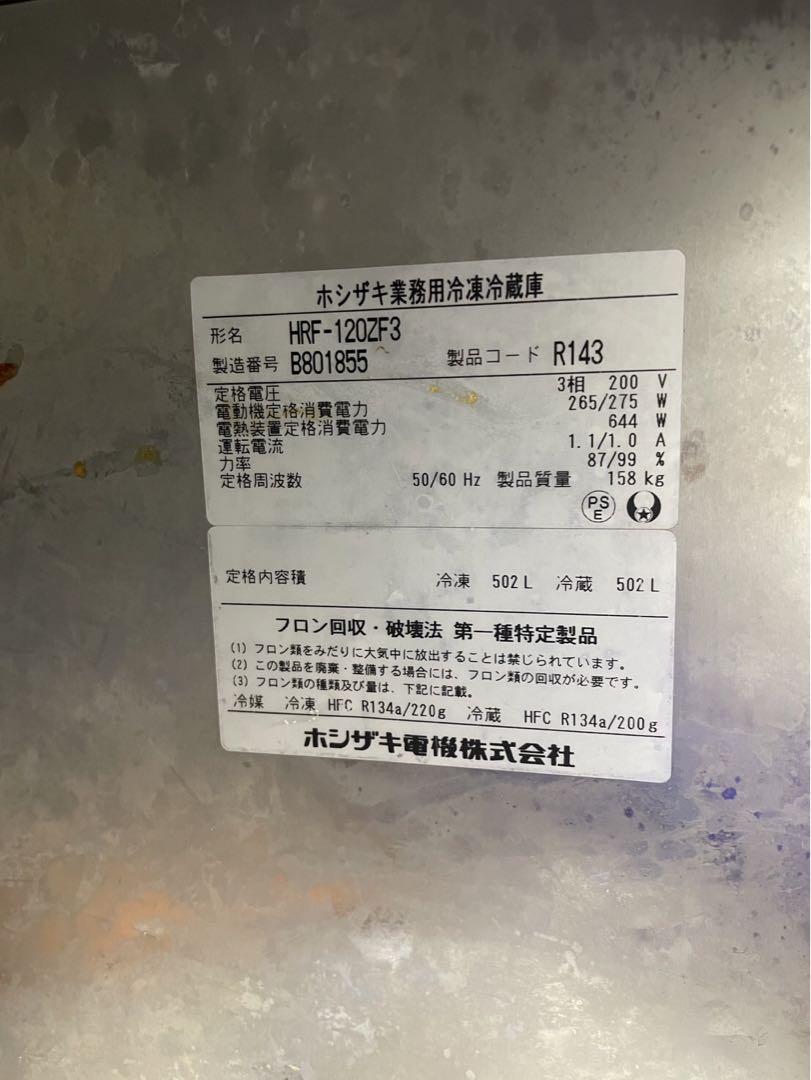 ホシザキ業務用冷凍冷蔵庫
形名 HRF-120ZF3
製造番号 B801855 製品コード R143
定格電圧 3相 200 V
電動機定格消費電力 265/275 W
電熱装置定格消費電力 644 W
運転電流 1.1/1.0 A
力率 87/99 %
定格周波数 50/60 Hz 製品質量 158 kg
PS
E
定格内容積 冷凍 502 L 冷蔵 502 L
フロン回収・破壊法 第一種特定製品
(1) フロン類をみだりに大気中に放出することは禁じられています。
(2) この製品を廃棄・整備する場合には、フロン類の回収が必要です。
(3) フロン類の種類及び量は、下記に記載。
冷媒 冷凍 HFC R134a/220g 冷蔵 HFC R134a/200g
ホシザキ電機株式会社